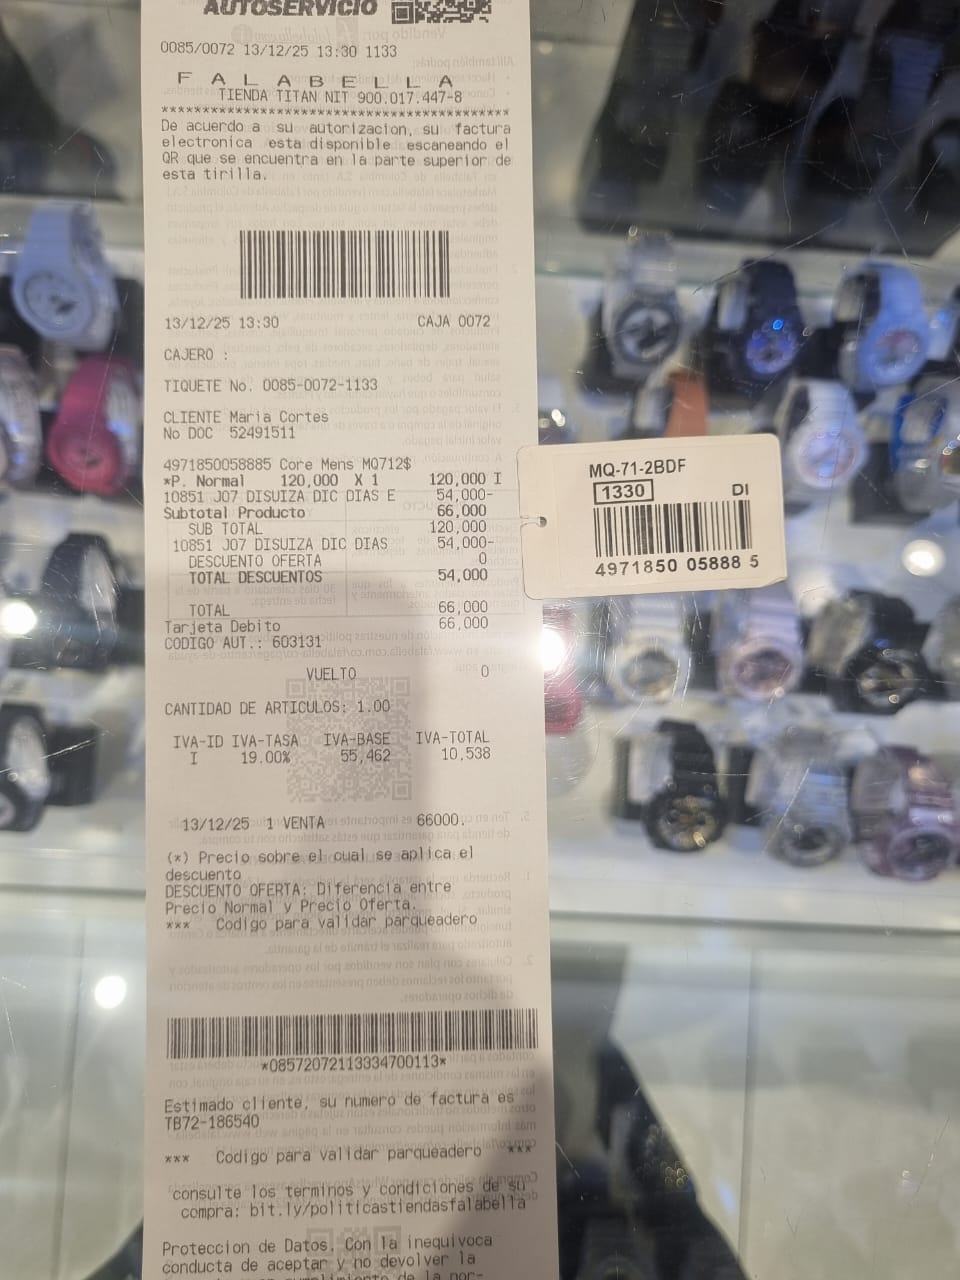 AUTOSERVICIO
0085/0072 13/12/25 13:30 1133
F A L A B E L L A
TIENDA TITAN NIT 900.017.447-8
******************************************
De acuerdo a su autorizacion, su factura
electronica esta disponible escaneando el
QR que se encuentra en la parte superior de
esta tirilla.
13/12/25 13:30 CAJA 0072
CAJERO :
TIQUETE No. 0085-0072-1133
CLIENTE Maria Cortes
No DOC 52491511
4971850058885 Core Mens MQ712$
*P. Normal 120,000 X 1 120,000 I
10851 J07 DISUIZA DIC DIAS E 54,000-
Subtotal Producto 66,000
SUB TOTAL 120,000
10851 J07 DISUIZA DIC DIAS 54,000-
DESCUENTO OFERTA 0
TOTAL DESCUENTOS 54,000
TOTAL 66,000
Tarjeta Debito 66,000
CODIGO AUT.: 603131
VUELTO 0
CANTIDAD DE ARTICULOS: 1.00
IVA-ID IVA-TASA IVA-BASE IVA-TOTAL
I 19.00% 55,462 10,538
13/12/25 1 VENTA 66000.
(*) Precio sobre el cual se aplica el
descuento
DESCUENTO OFERTA: Diferencia entre
Precio Normal y Precio Oferta.
*** Codigo para validar parqueadero
*08572072113334700113*
Estimado cliente, su numero de factura es
TB72-186540
*** Codigo para validar parqueadero ***
consulte los terminos y condiciones de su
compra: bit.ly/politicastiendasfalabella
Proteccion de Datos. Con la inequivoca
conducta de aceptar y no devolver la
MQ-71-2BDF
1330 DI
4971850 05888 5